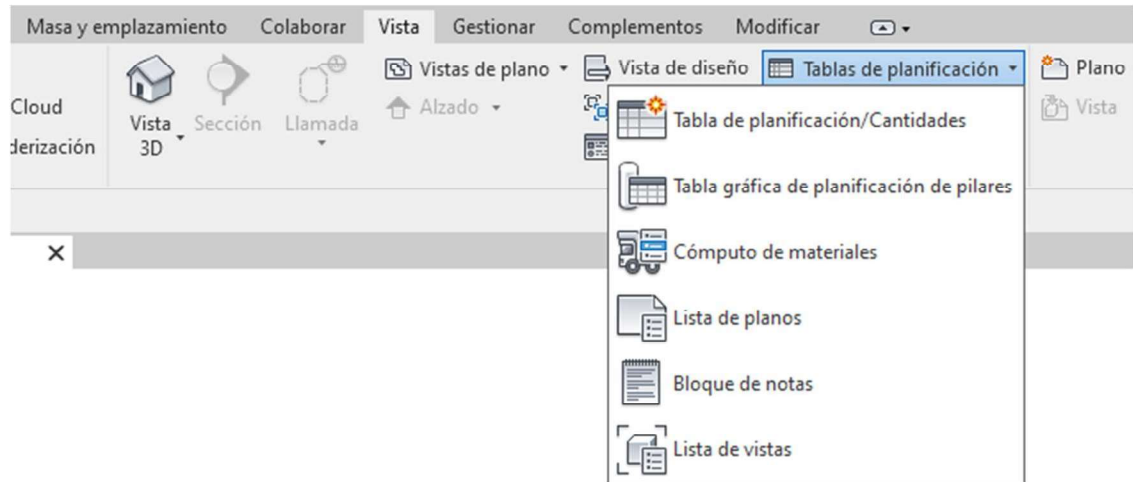 Masa y emplazamiento Colaborar Vista Gestionar Complementos Modificar
Cloud
derización
Vista 3D
Sección
Llamada
Vistas de plano
Alzado
Vista de diseño
Tablas de planificación
Plano
Vista
Tabla de planificación/Cantidades
Tabla gráfica de planificación de pilares
Cómputo de materiales
Lista de planos
Bloque de notas
Lista de vistas